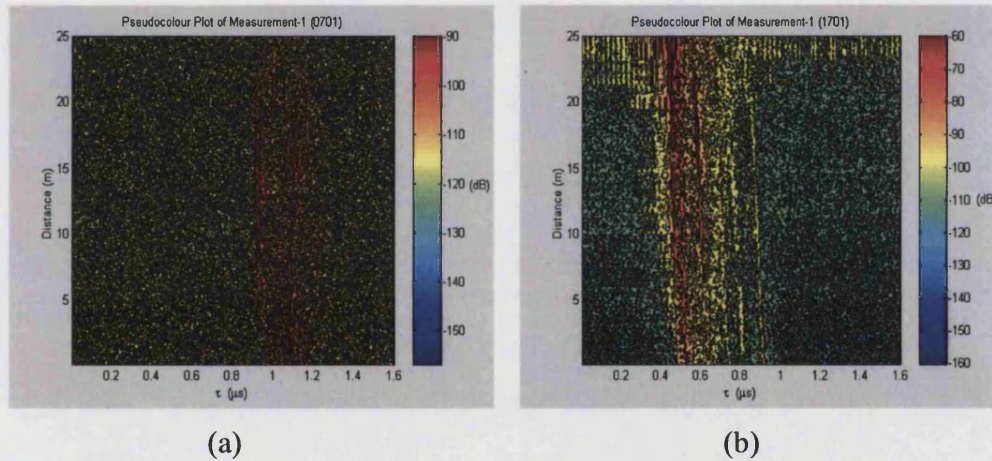 Pseudocolour Plot of Measurement-1 (0701)
25
20
15
10
5
Distance (m)
0.2 0.4 0.6 0.8 1 1.2 1.4 1.6
τ (μs)
-90
-100
-110
-120
-130
-140
-150
(dB)
(a)
Pseudocolour Plot of Measurement-1 (1701)
25
20
15
10
5
Distance (m)
0.2 0.4 0.6 0.8 1 1.2 1.4 1.6
τ (μs)
-60
-70
-80
-90
-100
-110
-120
-130
-140
-150
-160
(dB)
(b)